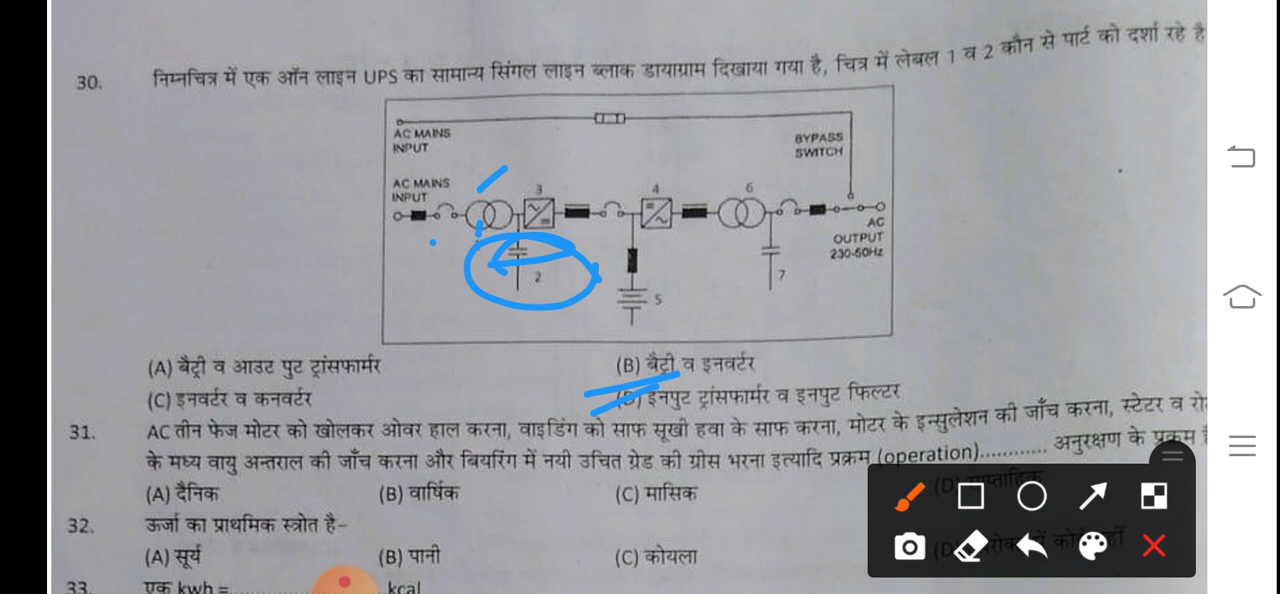 30. निम्नचित्र में एक ऑन लाइन UPS का सामान्य सिंगल लाइन ब्लाक डायाग्राम दिखाया गया है, चित्र में लेबल 1 व 2 कौन से पार्ट को दर्शा रहे है
AC MAINS
INPUT
BYPASS
SWITCH
AC MAINS
INPUT
3
4
6
AC
OUTPUT
230-50Hz
2
5
7
(A) बैट्री व आउट पुट ट्रांसफार्मर
(B) बैट्री व इनवर्टर
(C) इनवर्टर व कनवर्टर
(D) इनपुट ट्रांसफार्मर व इनपुट फिल्टर
31. AC तीन फेज मोटर को खोलकर ओवर हाल करना, वाइडिंग को साफ सूखी हवा के साफ करना, मोटर के इन्सुलेशन की जाँच करना, स्टेटर व
के मध्य वायु अन्तराल की जाँच करना और बियरिंग में नयी उचित ग्रेड की ग्रीस भरना इत्यादि प्रक्रम (operation)............ अनुरक्षण के प्रक्रम
(A) दैनिक
(B) वार्षिक
(C) मासिक
(D) साप्ताहिक
32. ऊर्जा का प्राथमिक स्त्रोत है–
(A) सूर्य
(B) पानी
(C) कोयला
33. एक kwh = kcal